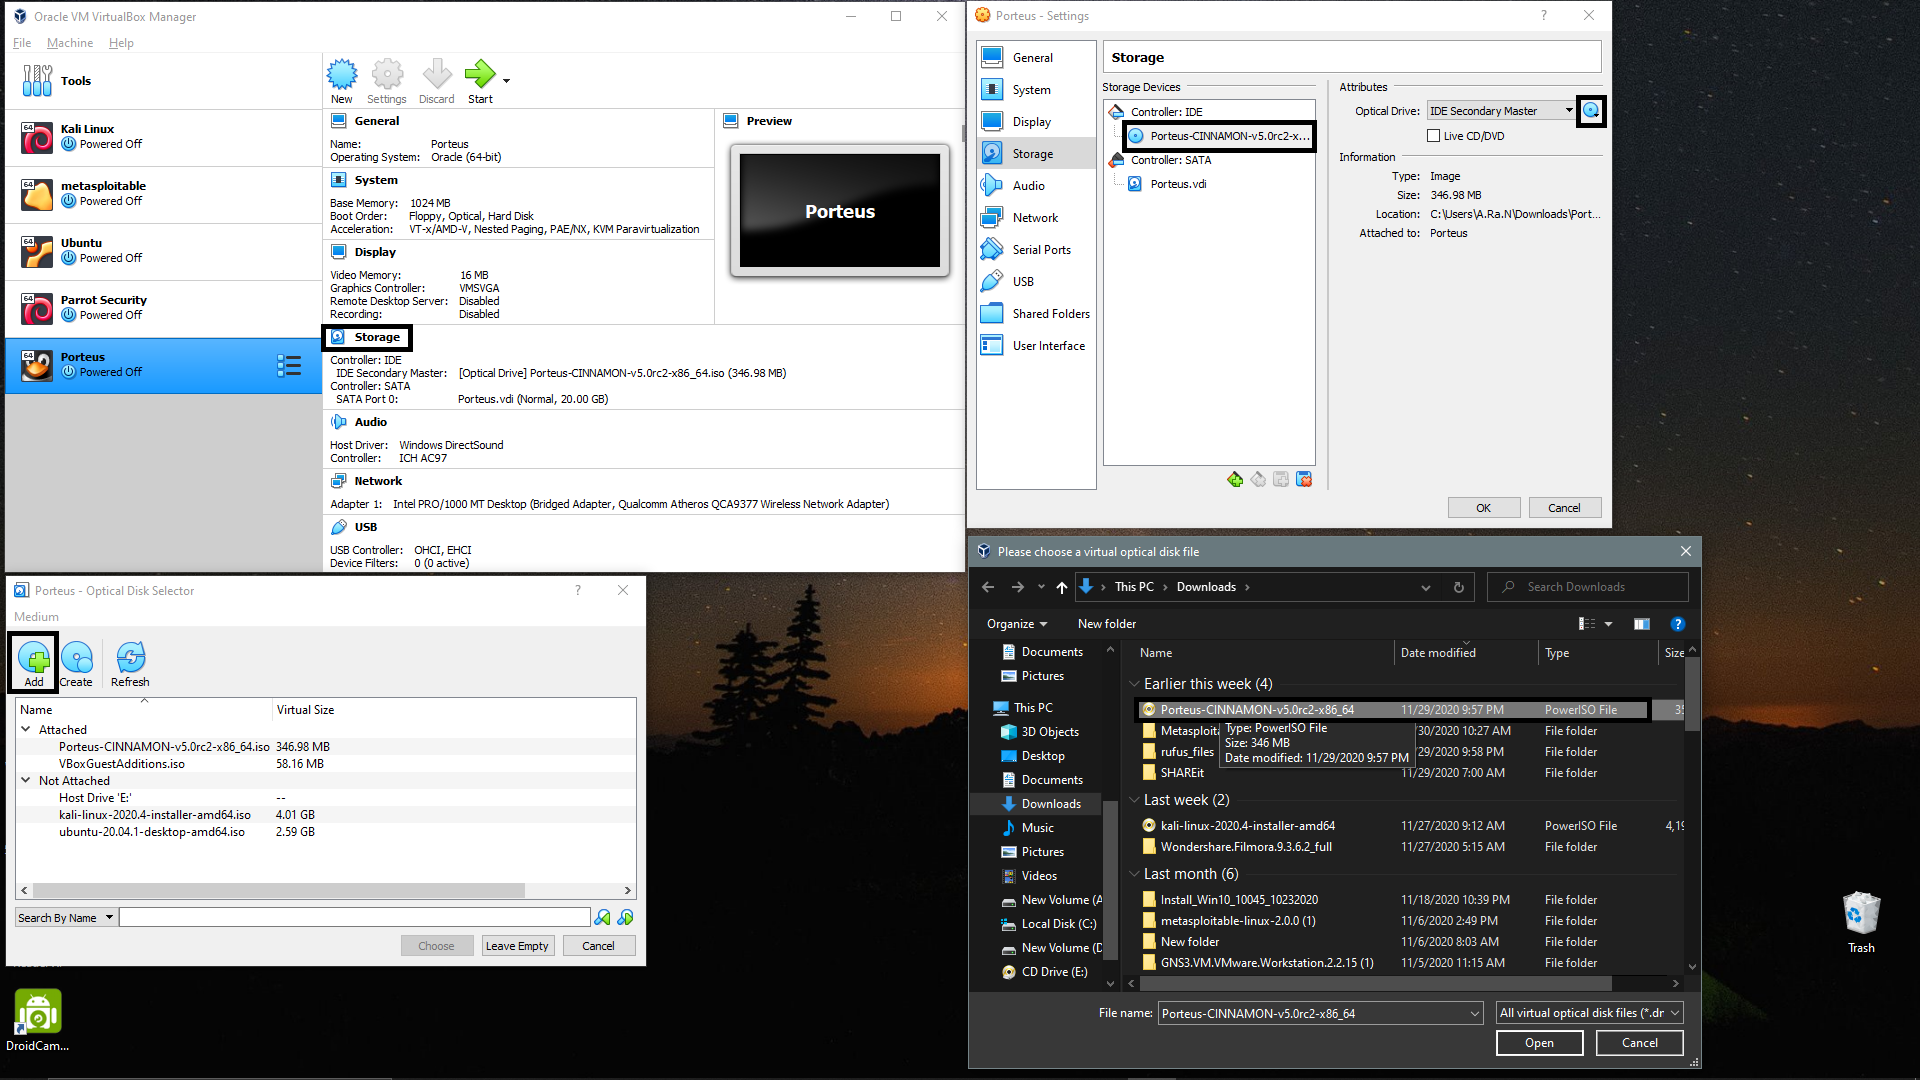 Oracle VM VirtualBox Manager
File Machine Help
Tools
New Settings Discard Start
64 Kali Linux
Powered Off
64 metasploitable
Powered Off
64 Ubuntu
Powered Off
64 Parrot Security
Powered Off
64 Porteus
Powered Off
General
Name: Porteus
Operating System: Oracle (64-bit)
System
Base Memory: 1024 MB
Boot Order: Floppy, Optical, Hard Disk
Acceleration: VT-x/AMD-V, Nested Paging, PAE/NX, KVM Paravirtualization
Display
Video Memory: 16 MB
Graphics Controller: VMSVGA
Remote Desktop Server: Disabled
Recording: Disabled
Storage
Controller: IDE
IDE Secondary Master: [Optical Drive] Porteus-CINNAMON-v5.0rc2-x86_64.iso (346.98 MB)
Controller: SATA
SATA Port 0: Porteus.vdi (Normal, 20.00 GB)
Audio
Host Driver: Windows DirectSound
Controller: ICH AC97
Network
Adapter 1: Intel PRO/1000 MT Desktop (Bridged Adapter, Qualcomm Atheros QCA9377 Wireless Network Adapter)
USB
USB Controller: OHCI, EHCI
Device Filters: 0 (0 active)
Preview
Porteus
Porteus - Settings ?
General
System
Display
Storage
Audio
Network
Serial Ports
USB
Shared Folders
User Interface
Storage
Storage Devices
Controller: IDE
Porteus-CINNAMON-v5.0rc2-x...
Controller: SATA
Porteus.vdi
Attributes
Optical Drive: IDE Secondary Master
Live CD/DVD
Information
Type: Image
Size: 346.98 MB
Location: C:\Users\A.Ra.N\Downloads\Port...
Attached to: Porteus
OK Cancel
Porteus - Optical Disk Selector ?
Medium
Add Create Refresh
Name Virtual Size
Attached
Porteus-CINNAMON-v5.0rc2-x86_64.iso 346.98 MB
VBoxGuestAdditions.iso 58.16 MB
Not Attached
Host Drive 'E:' --
kali-linux-2020.4-installer-amd64.iso 4.01 GB
ubuntu-20.04.1-desktop-amd64.iso 2.59 GB
Search By Name
Choose Leave Empty Cancel
Please choose a virtual optical disk file
This PC Downloads Search Downloads
Organize New folder ?
Documents
Pictures
This PC
3D Objects
Desktop
Documents
Downloads
Music
Pictures
Videos
New Volume (A
Local Disk (C:)
New Volume (D
CD Drive (E:)
Name Date modified Type Size
Earlier this week (4)
Porteus-CINNAMON-v5.0rc2-x86_64 11/29/2020 9:57 PM PowerISO File 35
Metasploita /30/2020 10:27 AM File folder
rufus_files /29/2020 9:58 PM File folder
SHAREit 11/29/2020 7:00 AM File folder
Type: PowerISO File
Size: 346 MB
Date modified: 11/29/2020 9:57 PM
Last week (2)
kali-linux-2020.4-installer-amd64 11/27/2020 9:12 AM PowerISO File 4,19
Wondershare.Filmora.9.3.6.2_full 11/27/2020 5:15 AM File folder
Last month (6)
Install_Win10_10045_10232020 11/18/2020 10:39 PM File folder
metasploitable-linux-2.0.0 (1) 11/6/2020 2:49 PM File folder
New folder 11/6/2020 8:03 AM File folder
GNS3.VM.VMware.Workstation.2.2.15 (1) 11/5/2020 11:15 AM File folder
File name: Porteus-CINNAMON-v5.0rc2-x86_64 All virtual optical disk files (*.dr
Open Cancel
DroidCam...
Trash